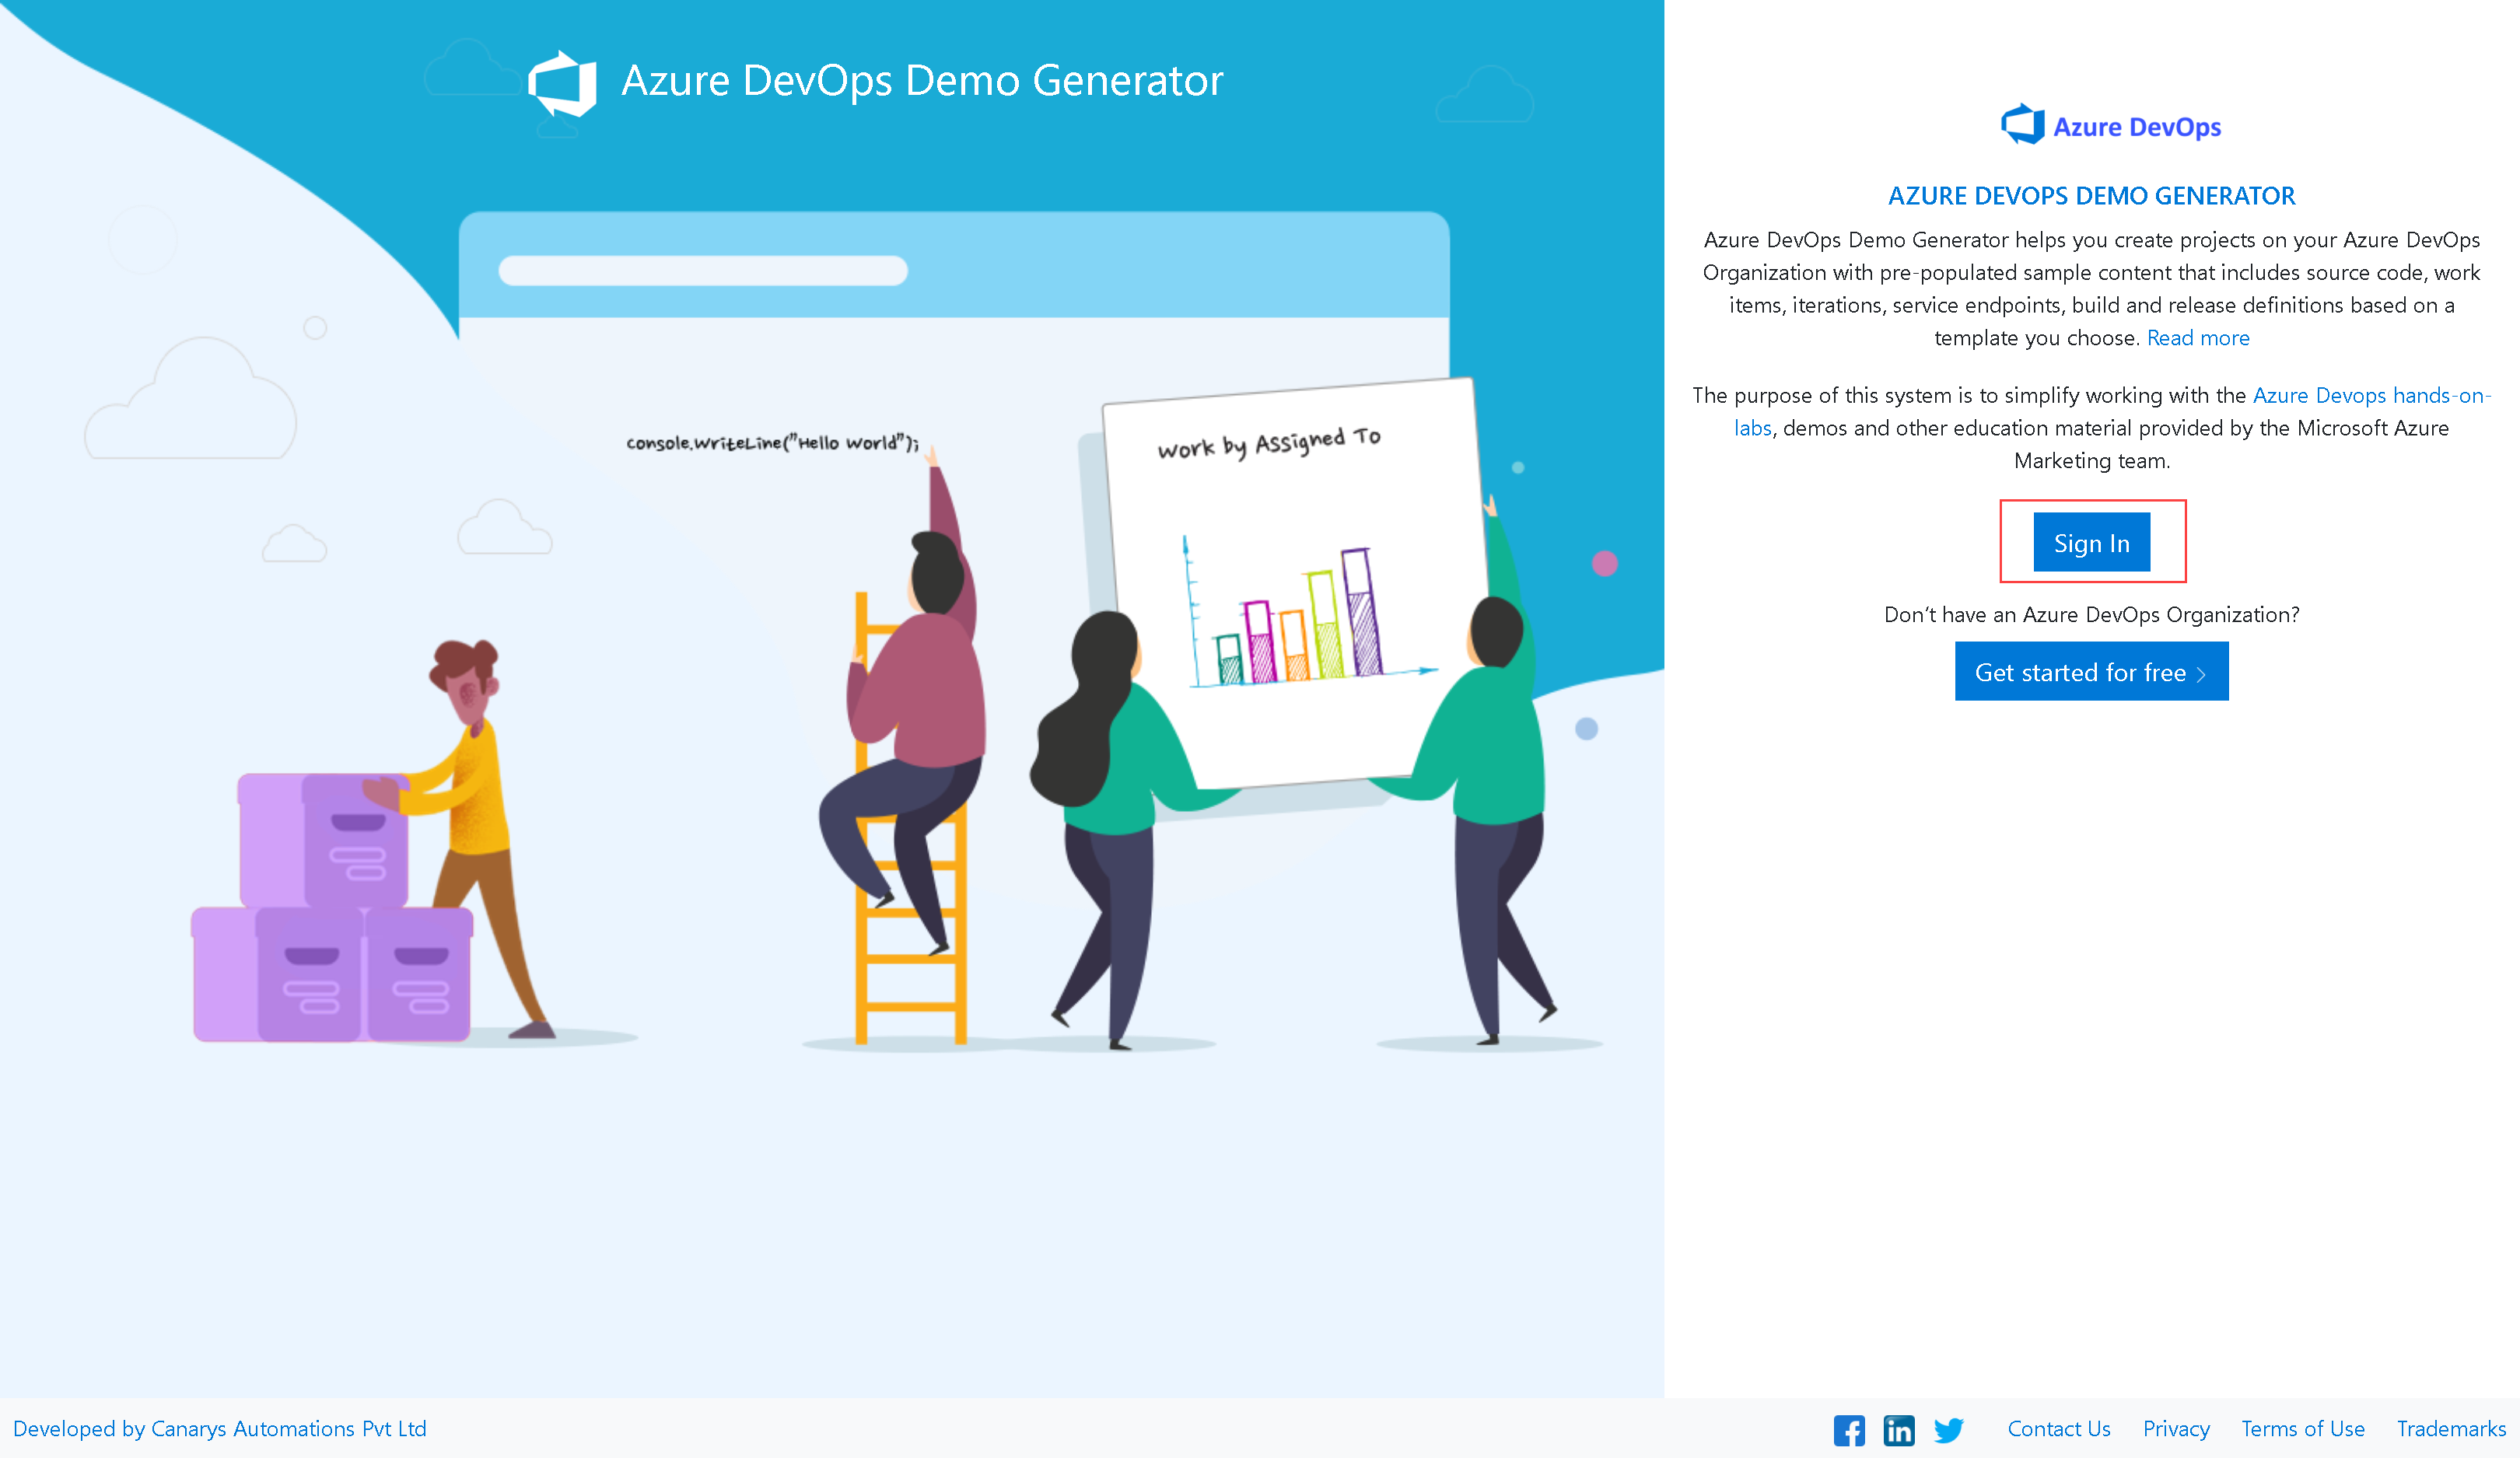 Azure DevOps Demo Generator
console.WriteLine("Hello World");
Work by Assigned To
Azure DevOps
AZURE DEVOPS DEMO GENERATOR
Azure DevOps Demo Generator helps you create projects on your Azure DevOps
Organization with pre-populated sample content that includes source code, work
items, iterations, service endpoints, build and release definitions based on a
template you choose. Read more
The purpose of this system is to simplify working with the Azure Devops hands-on-
labs, demos and other education material provided by the Microsoft Azure
Marketing team.
Sign In
Don't have an Azure DevOps Organization?
Get started for free >
Developed by Canarys Automations Pvt Ltd
Contact Us Privacy Terms of Use Trademarks